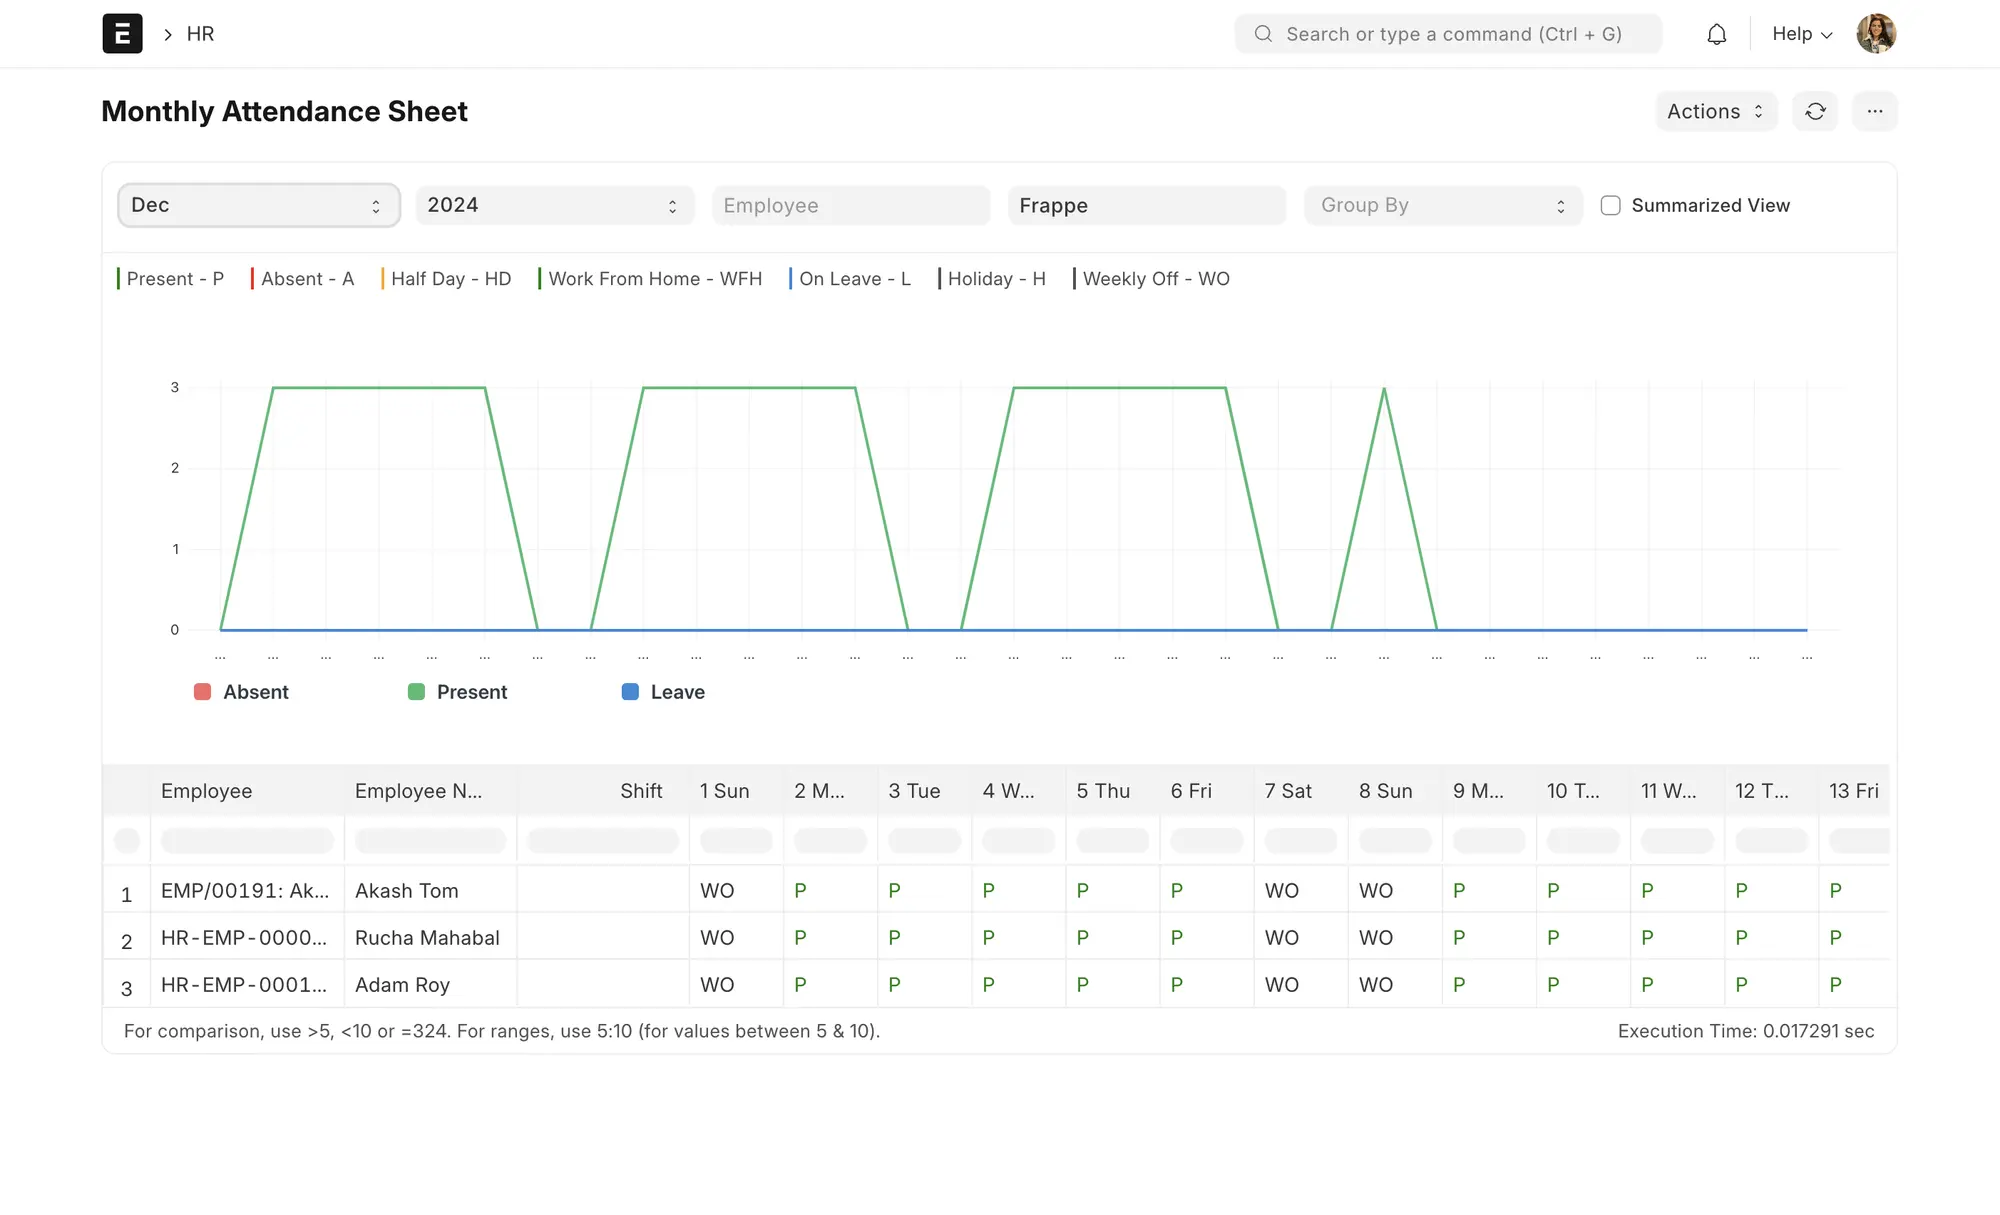 E > HR Search or type a command (Ctrl + G) Help
Monthly Attendance Sheet Actions ...
Dec 2024 Employee Frappe Group By Summarized View
Present - P Absent - A Half Day - HD Work From Home - WFH On Leave - L Holiday - H Weekly Off - WO
3
2
1
0
... ... ... ... ... ... ... ... ... ... ... ... ... ... ... ... ... ... ... ... ... ... ... ... ... ... ... ... ... ... ...
Absent Present Leave
Employee Employee N... Shift 1 Sun 2 M... 3 Tue 4 W... 5 Thu 6 Fri 7 Sat 8 Sun 9 M... 10 T... 11 W... 12 T... 13 Fri
1 EMP/00191: Ak... Akash Tom WO P P P P P WO WO P P P P P
2 HR-EMP-0000... Rucha Mahabal WO P P P P P WO WO P P P P P
3 HR-EMP-0001... Adam Roy WO P P P P P WO WO P P P P P
For comparison, use >5, <10 or =324. For ranges, use 5:10 (for values between 5 & 10). Execution Time: 0.017291 sec